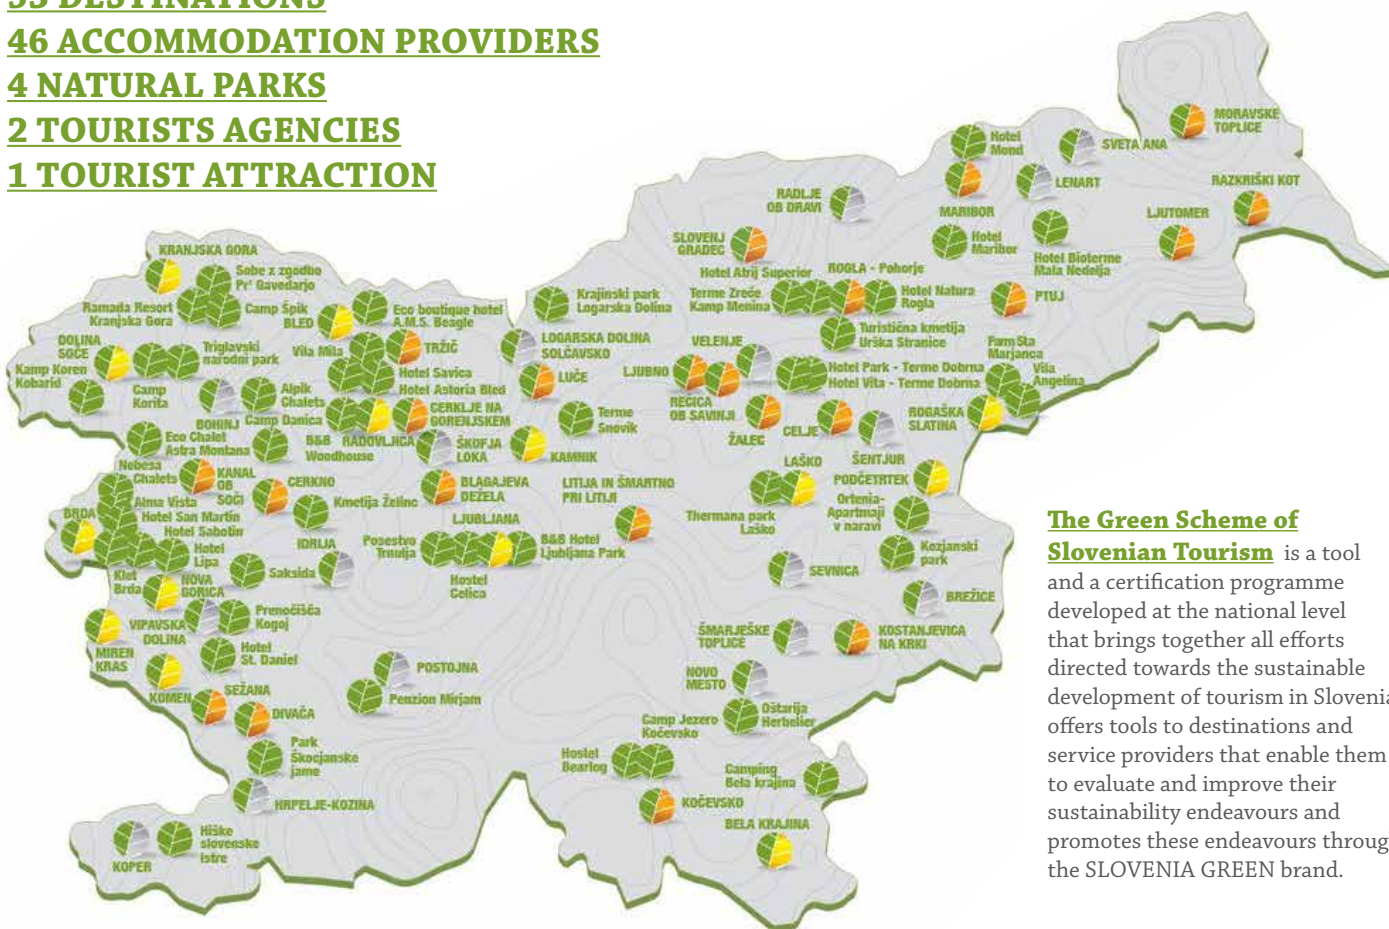 DESTINATIONS
46 ACCOMMODATION PROVIDERS
4 NATURAL PARKS
2 TOURISTS AGENCIES
1 TOURIST ATTRACTION
MORAVSKE
TOPLICE
Hotel
Mond
SVETA ANA
RADLJE
OB DRAVI
LENART
RAZKRIŠKI KOT
MARIBOR
LJUTOMER
SLOVENJ
GRADEC
Hotel
Maribor
Hotel Bioterme
Mala Nedelja
KRANJSKA GORA
Sobe z zgodbo
Pr' Gavedarjo
Hotel Atrij Superior
ROGLA - Pohorje
Ramada Resort
Kranjska Gora
Camp Špik
BLED
Eco boutique hotel
A.M.S. Beagle
Krajinski park
Logarska Dolina
Terme Zreče
Kamp Menina
Hotel Natura
Rogla
PTUJ
DOLINA
SOČE
Triglavski
narodni park
Vila Mila
TRŽIČ
LOGARSKA DOLINA
SOLČAVSKO
VELENJE
Turistična kmetija
Urška Stranice
FarmSta
Marjanca
Kamp Koren
Kobarid
Camp
Korita
Alpik
Chalets
Hotel Savica
Hotel Astoria Bled
LUČE
LJUBNO
Hotel Park - Terme Dobrna
Hotel Vita - Terme Dobrna
Vila
Angelina
BOHINJ
Camp Danica
RADOVLJICA
CERKLJE NA
GORENJSKEM
Terme
Snovik
REČICA
OB SAVINJI
ŽALEC
CELJE
ROGAŠKA
SLATINA
Eco Chalet
Astra Montana
B&B
Woodhouse
ŠKOFJA
LOKA
KAMNIK
LAŠKO
ŠENTJUR
PODČETRTEK
Nebesa
Chalets
KANAL
OB
SOČI
CERKNO
Kmetija Želinc
BLAGAJEVA
DEŽELA
LITIJA IN ŠMARTNO
PRI LITIJI
Alma Vista
Hotel San Martin
Hotel Sabotin
BRDA
LJUBLJANA
Thermana park
Laško
Ortenia-
Apartmaji
v naravi
Hotel
Lipa
IDRIJA
Posestvo
Trnulja
B&B Hotel
Ljubljana Park
Kozjanski
park
Klet
Brda
NOVA
GORICA
Saksida
Hostel
Celica
SEVNICA
BREŽICE
VIPAVSKA
DOLINA
Prenočišča
Kogoj
MIREN
KRAS
Hotel
St. Daniel
POSTOJNA
ŠMARJEŠKE
TOPLICE
KOSTANJEVICA
NA KRKI
KOMEN
SEŽANA
Penzion Mirjam
NOVO
MESTO
DIVAČA
Camp Jezero
Kočevsko
Oštarija
Herbelier
Park
Škocjanske
jame
Hostel
Bearlog
Camping
Bela krajina
HRPELJE-KOZINA
KOČEVSKO
BELA KRAJINA
KOPER
Hiške
slovenske
Istre
The Green Scheme of
Slovenian Tourism is a tool
and a certification programme
developed at the national level
that brings together all efforts
directed towards the sustainable
development of tourism in Slovenia
offers tools to destinations and
service providers that enable them
to evaluate and improve their
sustainability endeavours and
promotes these endeavours throug
the SLOVENIA GREEN brand.